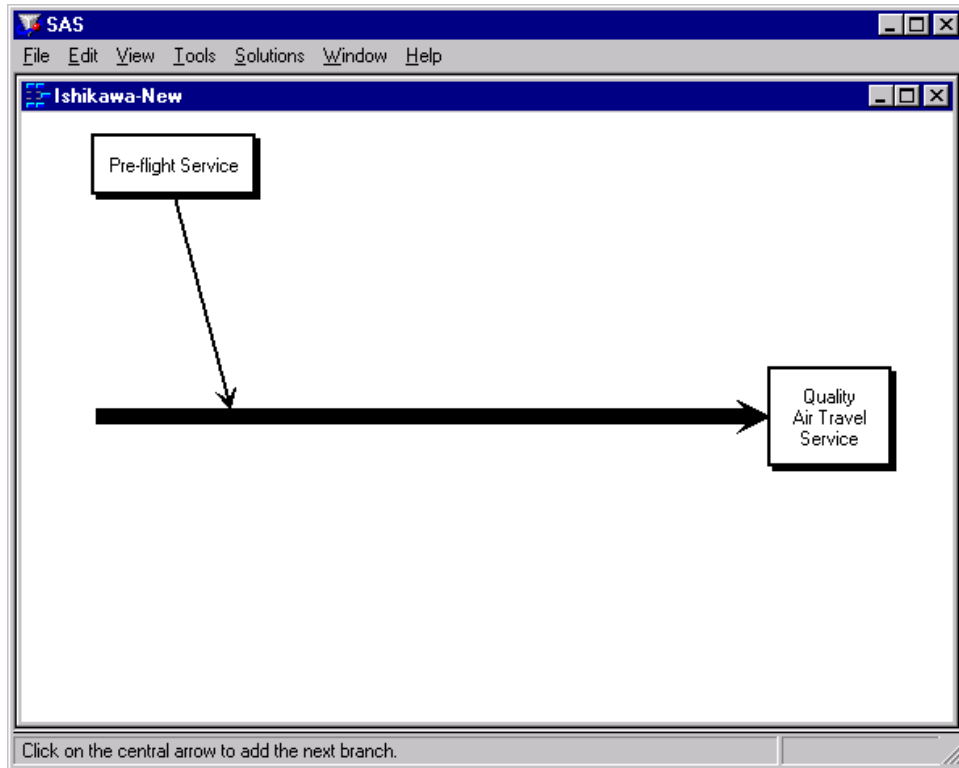 SAS
File Edit View Tools Solutions Window Help
Ishikawa-New
Pre-flight Service
Quality
Air Travel
Service
Click on the central arrow to add the next branch.